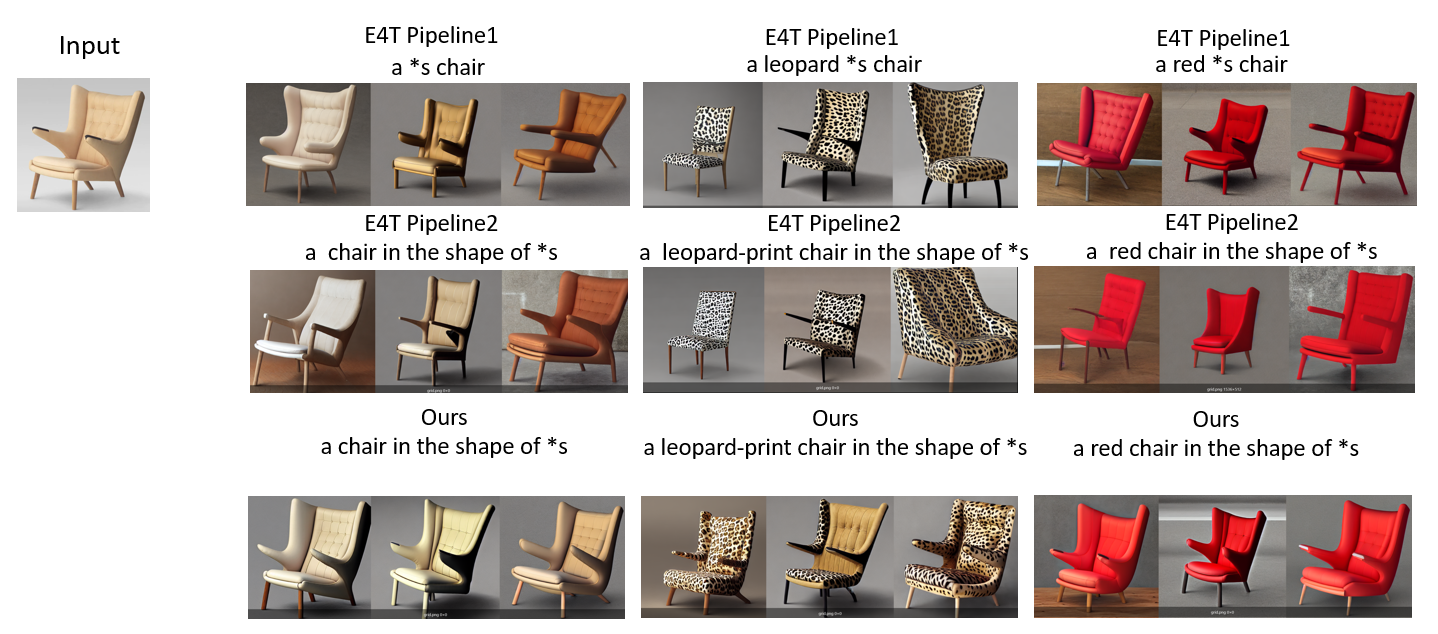 Input
E4T Pipeline1
a *s chair
E4T Pipeline1
a leopard *s chair
E4T Pipeline1
a red *s chair
E4T Pipeline2
a  chair in the shape of *s
E4T Pipeline2
a  leopard-print chair in the shape of *s
E4T Pipeline2
a  red chair in the shape of *s
Ours
a chair in the shape of *s
Ours
a leopard-print chair in the shape of *s
Ours
a red chair in the shape of *s